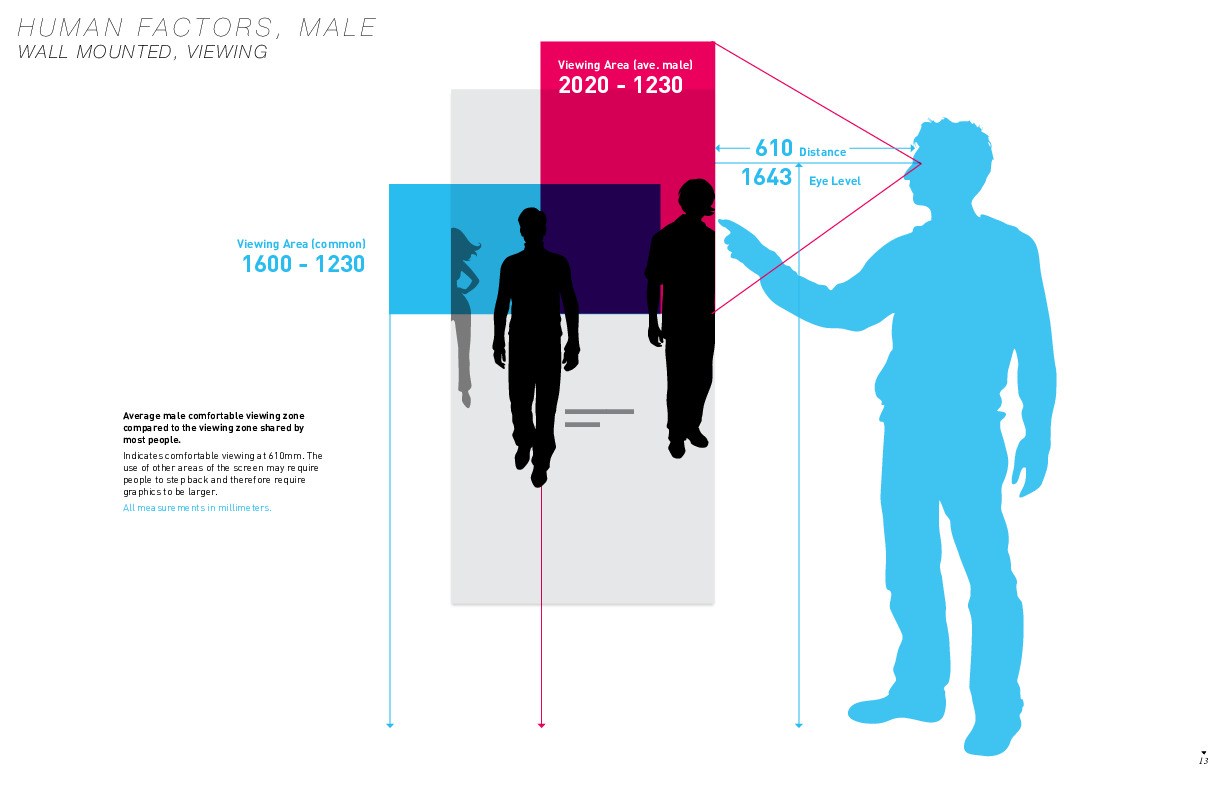 HUMAN FACTORS, MALE
WALL MOUNTED, VIEWING
Viewing Area (ave. male)
2020 - 1230
610 Distance
1643 Eye Level
Viewing Area (common)
1600 - 1230
Average male comfortable viewing zone
compared to the viewing zone shared by
most people.
Indicates comfortable viewing at 610mm. The
use of other areas of the screen may require
people to step back and therefore require
graphics to be larger.
All measurements in millimeters.
13